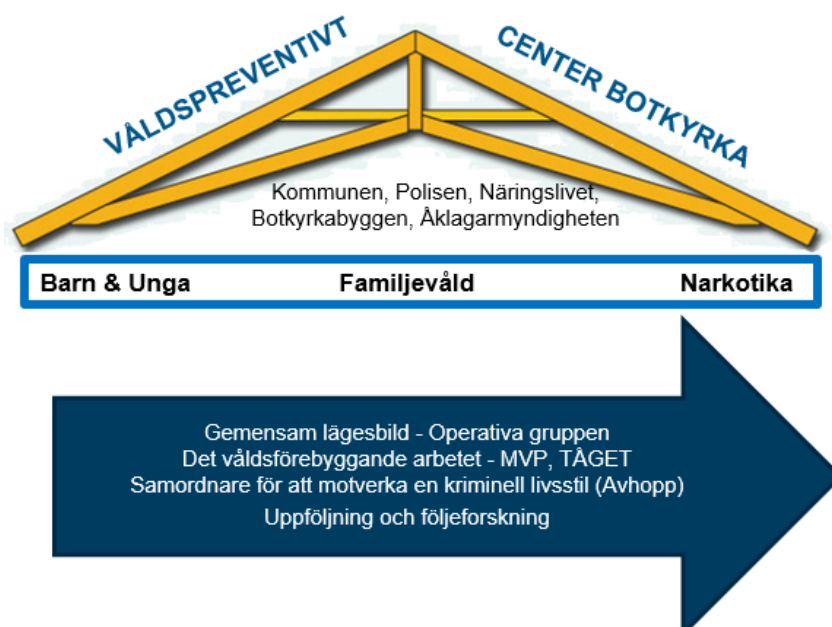 VÅLDSPREVENTIVT
CENTER BOTKYRKA
Kommunen, Polisen, Näringslivet,
Botkyrkabyggen, Åklagarmyndigheten
Barn & Unga Familjevåld Narkotika
Gemensam lägesbild - Operativa gruppen
Det våldsförebyggande arbetet - MVP, TÅGET
Samordnare för att motverka en kriminell livsstil (Avhopp)
Uppföljning och följeforskning